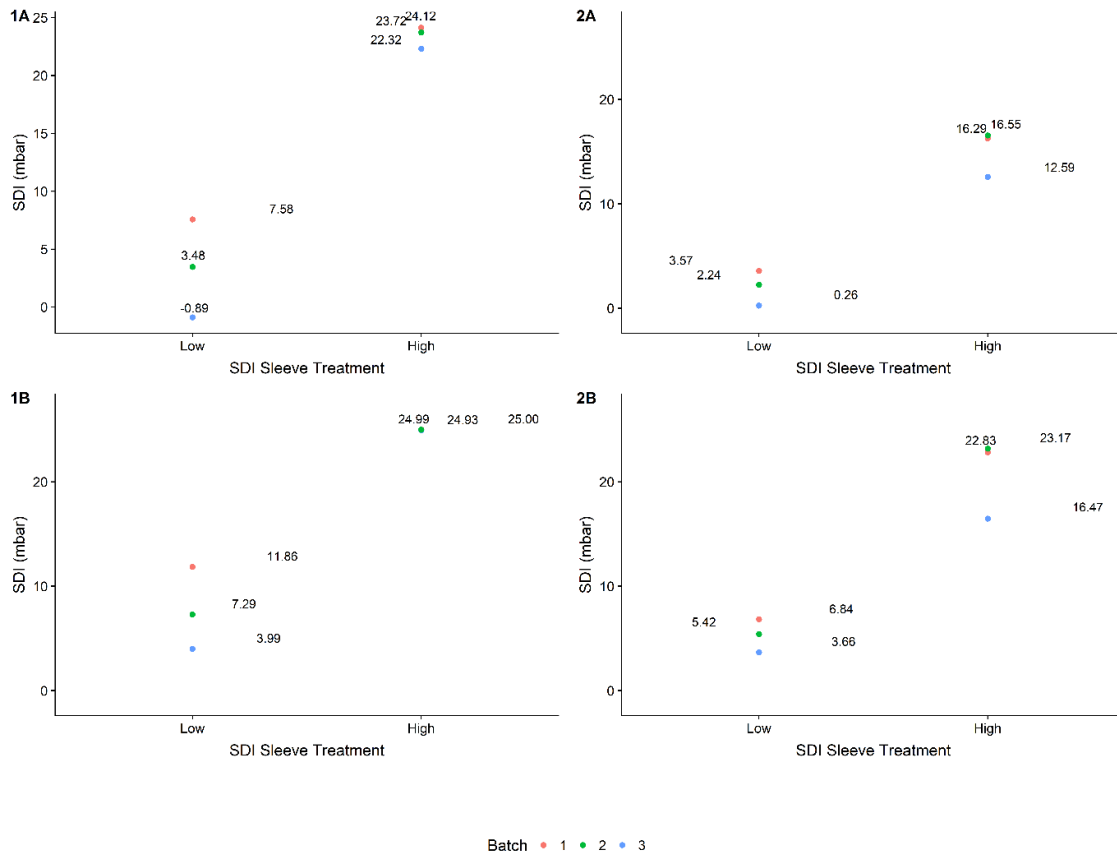 1A
25
20
15
10
5
0
SDI (mbar)
24.12
23.72
22.32
7.58
3.48
-0.89
Low High
SDI Sleeve Treatment
2A
20
10
0
SDI (mbar)
16.29 16.55
12.59
3.57
2.24
0.26
Low High
SDI Sleeve Treatment
1B
20
10
0
SDI (mbar)
24.99 24.93 25.00
11.86
7.29
3.99
Low High
SDI Sleeve Treatment
2B
20
10
0
SDI (mbar)
22.83 23.17
16.47
6.84
5.42
3.66
Low High
SDI Sleeve Treatment
Batch 1 2 3